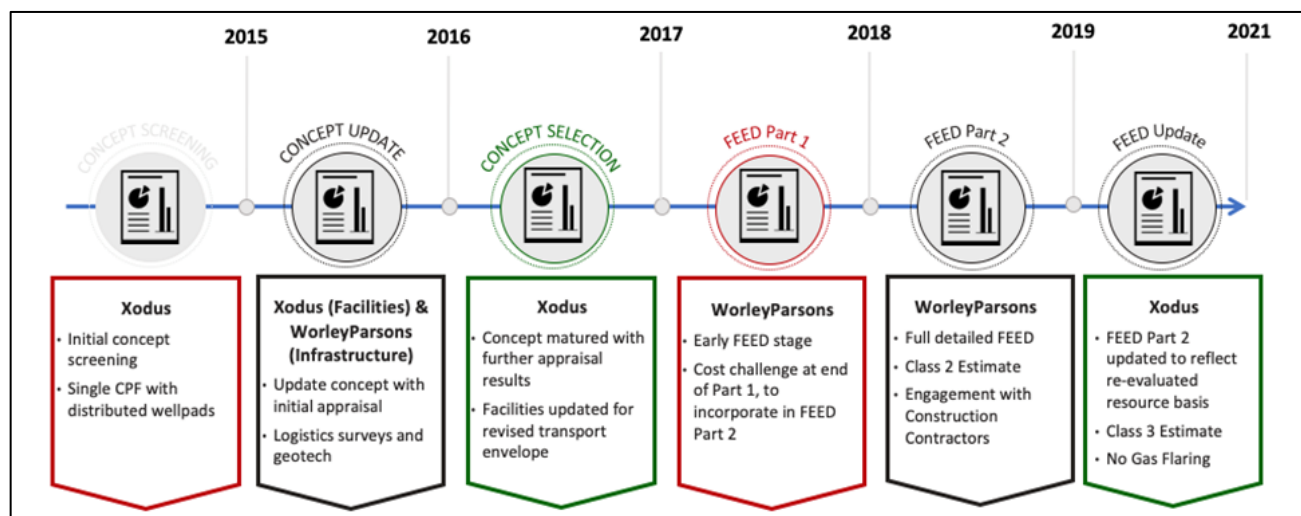 2015
2016
2017
2018
2019
2021
CONCEPT SCREENING
CONCEPT UPDATE
CONCEPT SELECTION
FEED Part 1
FEED Part 2
FEED Update
Xodus
• Initial concept
screening
• Single CPF with
distributed wellpads
Xodus (Facilities) &
WorleyParsons
(Infrastructure)
• Update concept with
initial appraisal
• Logistics surveys and
geotech
Xodus
• Concept matured with
further appraisal
results
• Facilities updated for
revised transport
envelope
WorleyParsons
• Early FEED stage
• Cost challenge at end
of Part 1, to
incorporate in FEED
Part 2
WorleyParsons
• Full detailed FEED
• Class 2 Estimate
• Engagement with
Construction
Contractors
Xodus
• FEED Part 2
updated to reflect
re-evaluated
resource basis
• Class 3 Estimate
• No Gas Flaring